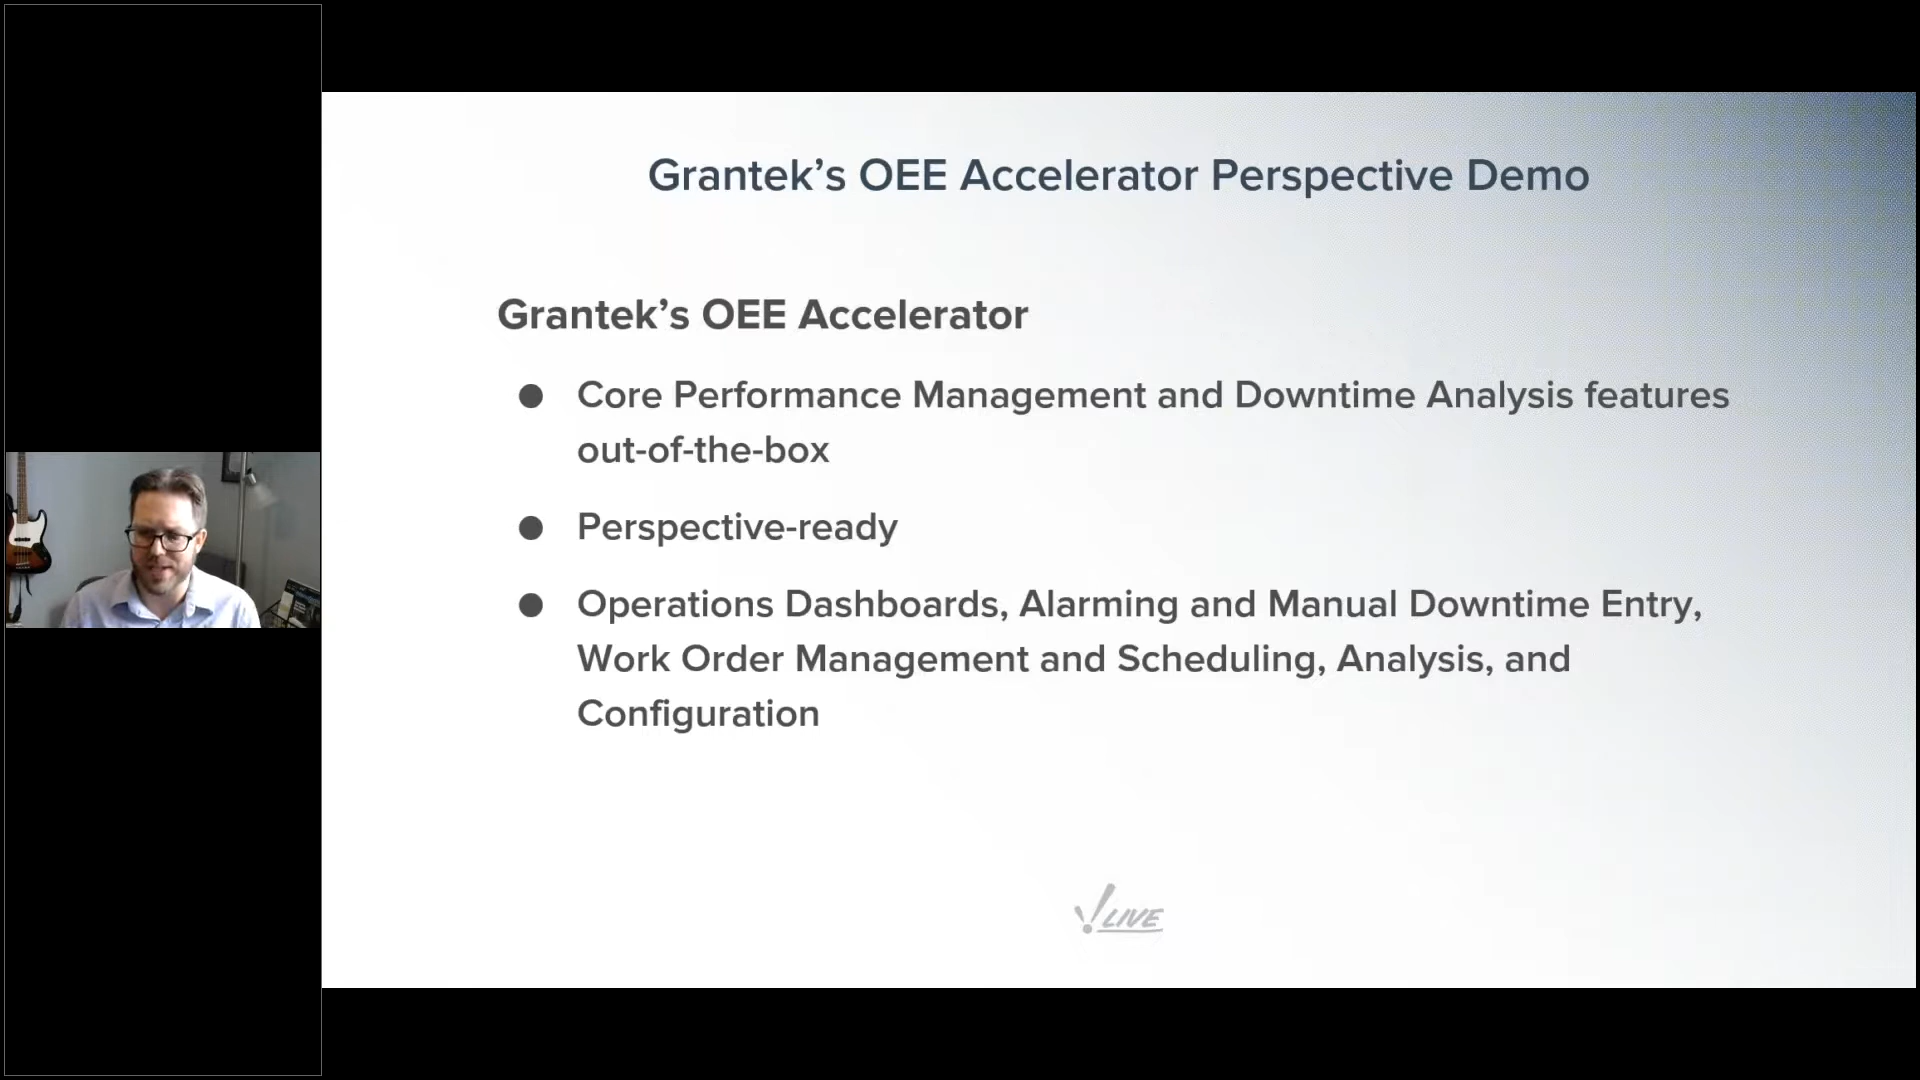 Grantek’s OEE Accelerator Perspective Demo
Grantek’s OEE Accelerator
● Core Performance Management and Downtime Analysis features
out-of-the-box
● Perspective-ready
● Operations Dashboards, Alarming and Manual Downtime Entry,
Work Order Management and Scheduling, Analysis, and
Configuration
LIVE